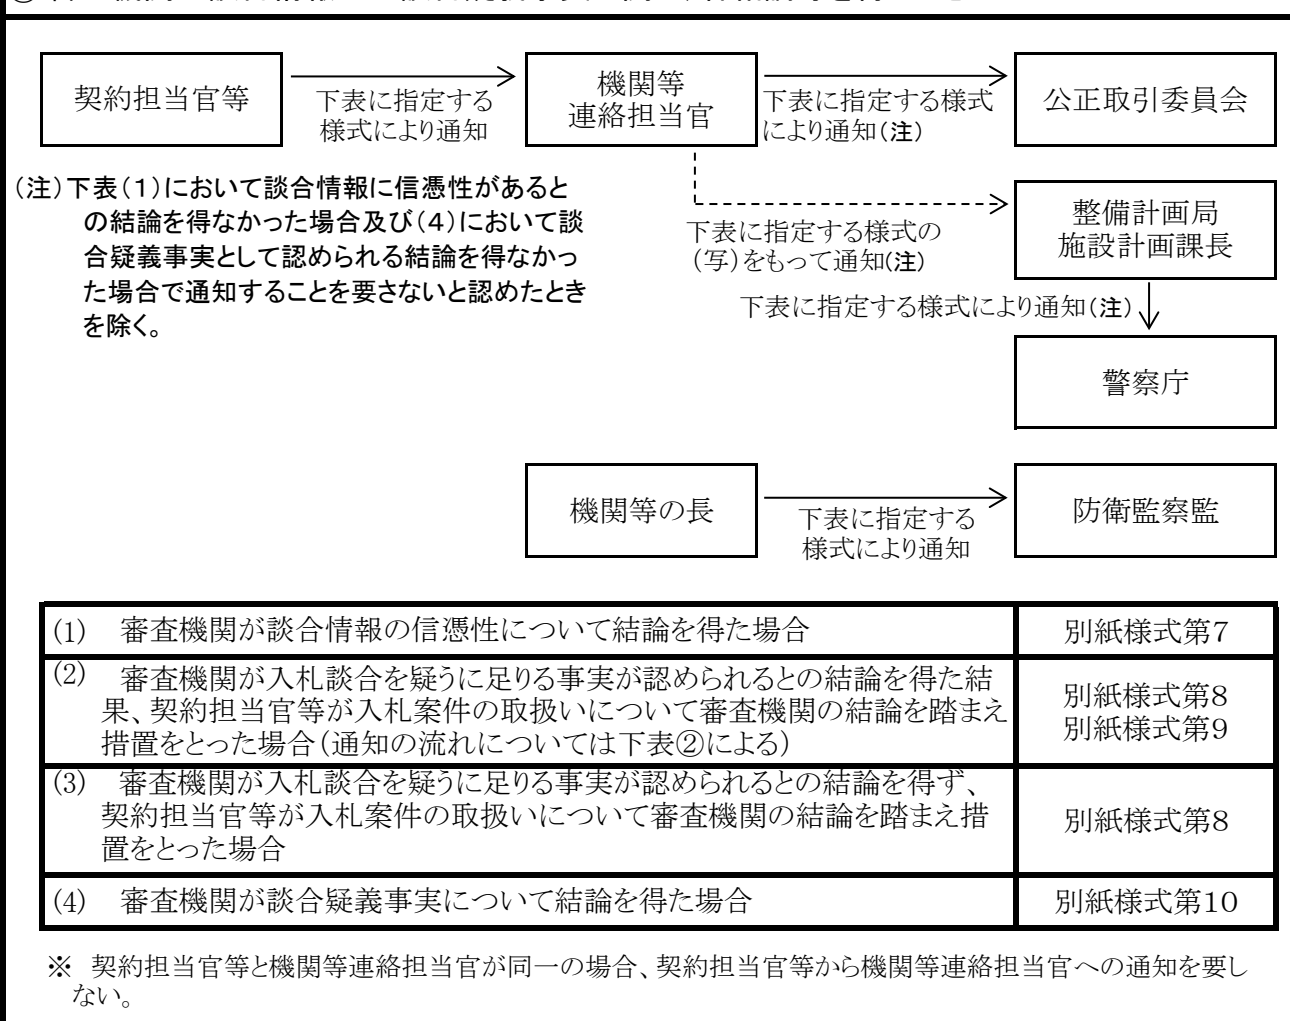 契約担当官等
下表に指定する
様式により通知
機関等
連絡担当官
下表に指定する様式
により通知(注)
公正取引委員会
(注)下表(1)において談合情報に信憑性があると
の結論を得なかった場合及び(4)において談
合疑義事実として認められる結論を得なかっ
た場合で通知することを要さないと認めたとき
を除く。
下表に指定する様式の
(写)をもって通知(注)
整備計画局
施設計画課長
下表に指定する様式により通知(注)
警察庁
機関等の長
下表に指定する
様式により通知
防衛監察監
(1) 審査機関が談合情報の信憑性について結論を得た場合
別紙様式第7
(2) 審査機関が入札談合を疑うに足りる事実が認められるとの結論を得た結
果、契約担当官等が入札案件の取扱いについて審査機関の結論を踏まえ
措置をとった場合(通知の流れについては下表②による)
別紙様式第8
別紙様式第9
(3) 審査機関が入札談合を疑うに足りる事実が認められるとの結論を得ず、
契約担当官等が入札案件の取扱いについて審査機関の結論を踏まえ措
置をとった場合
別紙様式第8
(4) 審査機関が談合疑義事実について結論を得た場合
別紙様式第10
※ 契約担当官等と機関等連絡担当官が同一の場合、契約担当官等から機関等連絡担当官への通知を要し
ない。